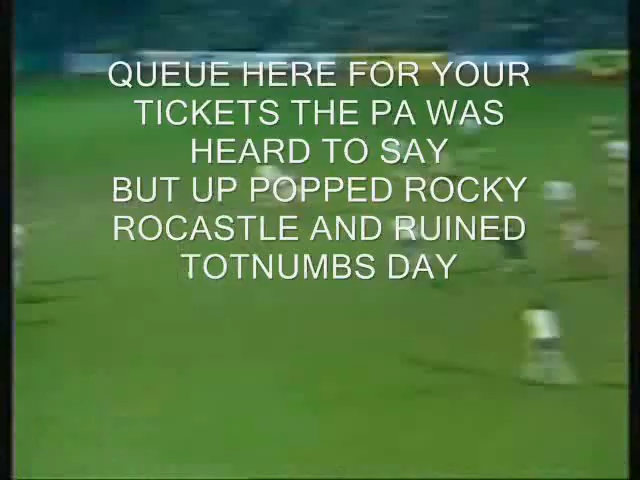 QUEUE HERE FOR YOUR
TICKETS THE PA WAS
HEARD TO SAY
BUT UP POPPED ROCKY
ROCASTLE AND RUINED
TOTNUMBS DAY